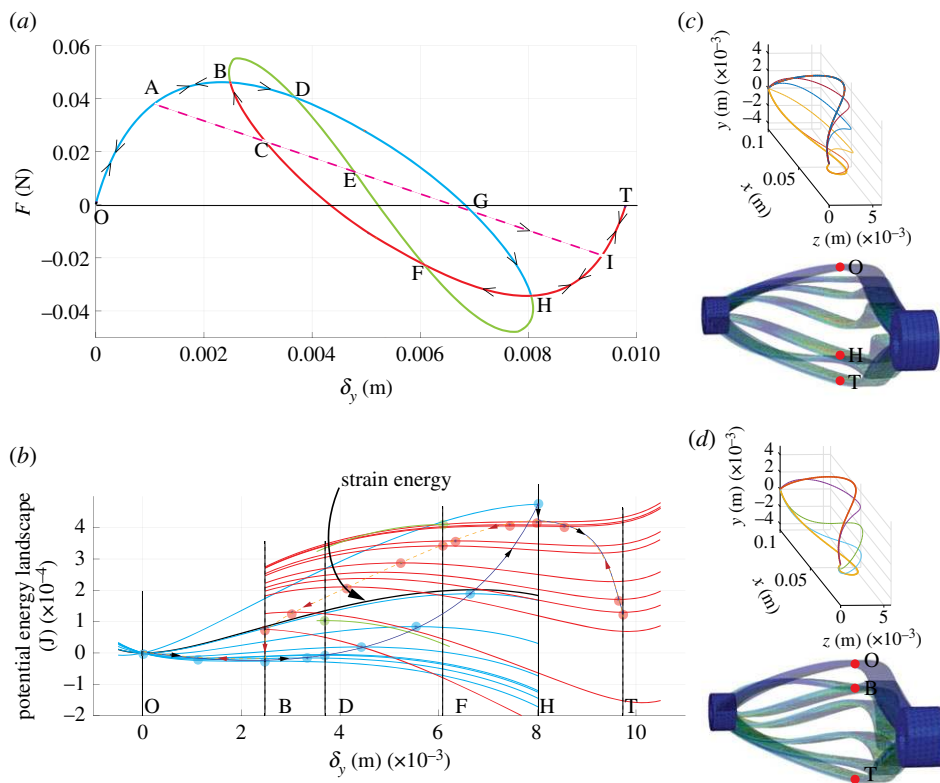 (a)
0.06
0.04
0.02
0
−0.02
−0.04
F (N)
O
A
B
D
C
E
G
F
H
I
T
0
0.002
0.004
0.006
0.008
0.010
δy (m)
(b)
strain energy
4
3
2
1
0
−1
−2
potential energy landscape
(J) (×10−4)
O
B
D
F
H
T
0
2
4
6
8
10
δy (m) (×10−3)
(c)
4
2
0
−2
−4
y (m) (×10−3)
0.1
0.05
0
x (m)
0
5
z (m) (×10−3)
O
H
T
(d)
4
2
0
−2
−4
y (m) (×10−3)
0.1
0.05
0
x (m)
0
5
z (m) (×10−3)
O
B
T